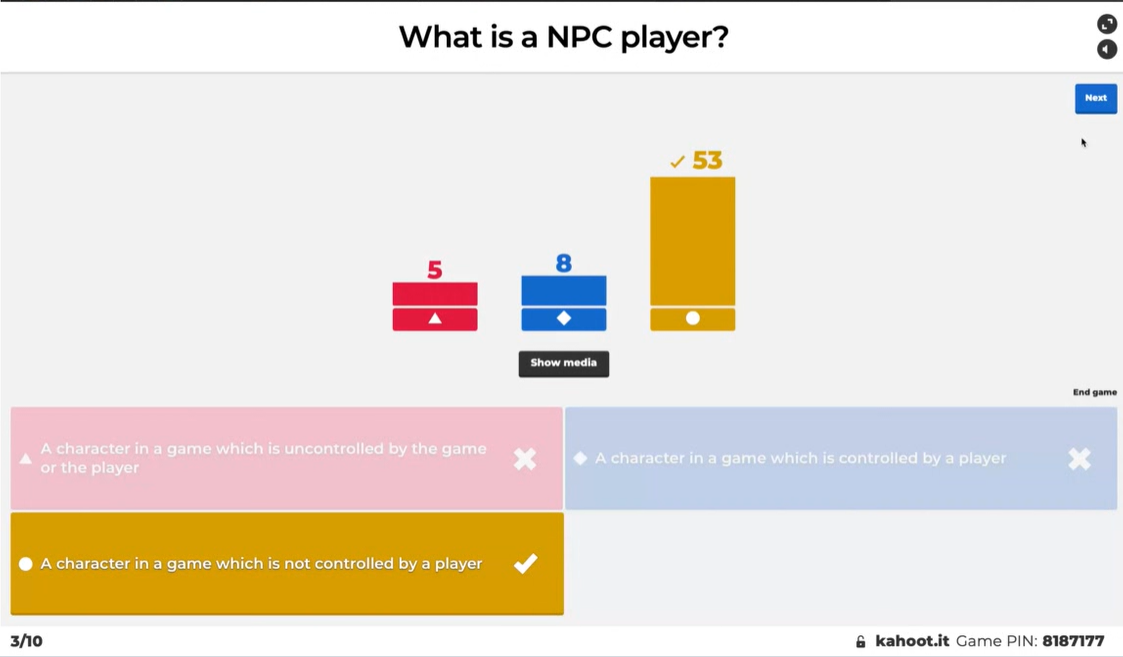 What is a NPC player?
Next
53
5
8
Show media
End game
A character in a game which is uncontrolled by the game
or the player
A character in a game which is controlled by a player
A character in a game which is not controlled by a player
3/10
kahoot.it Game PIN: 8187177